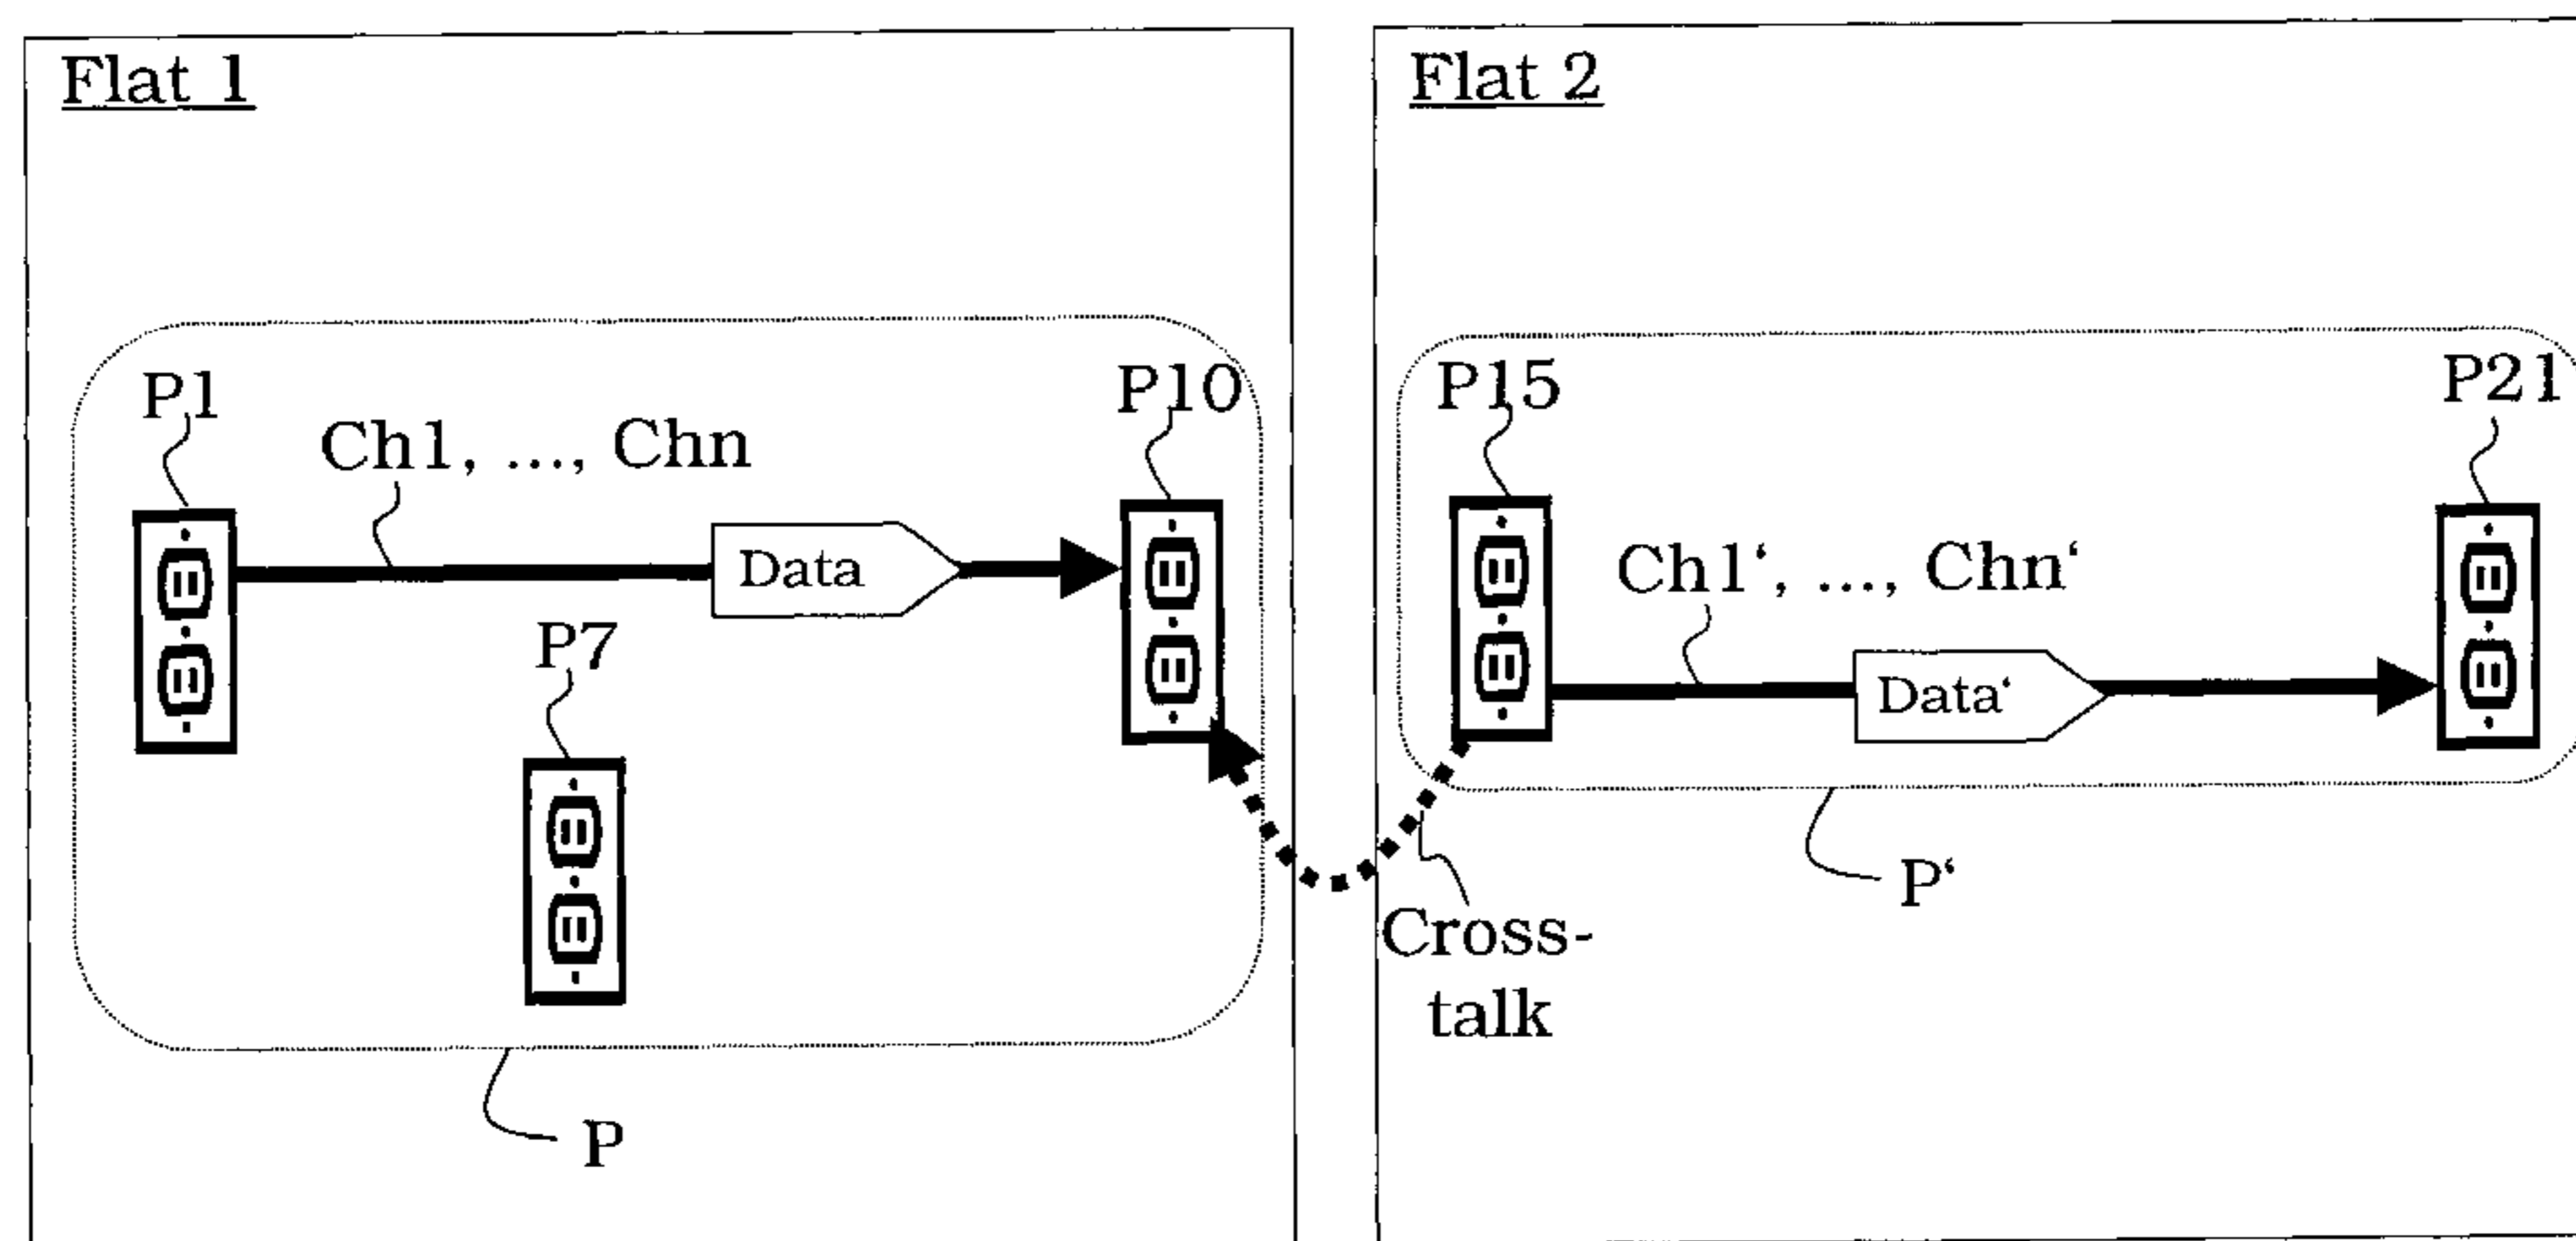 Flat 1
P1
Ch1, ..., Chn
P10
Data
P7
P
Flat 2
P15
P21
Ch1‘, ..., Chn‘
Data‘
P‘
Cross-
talk